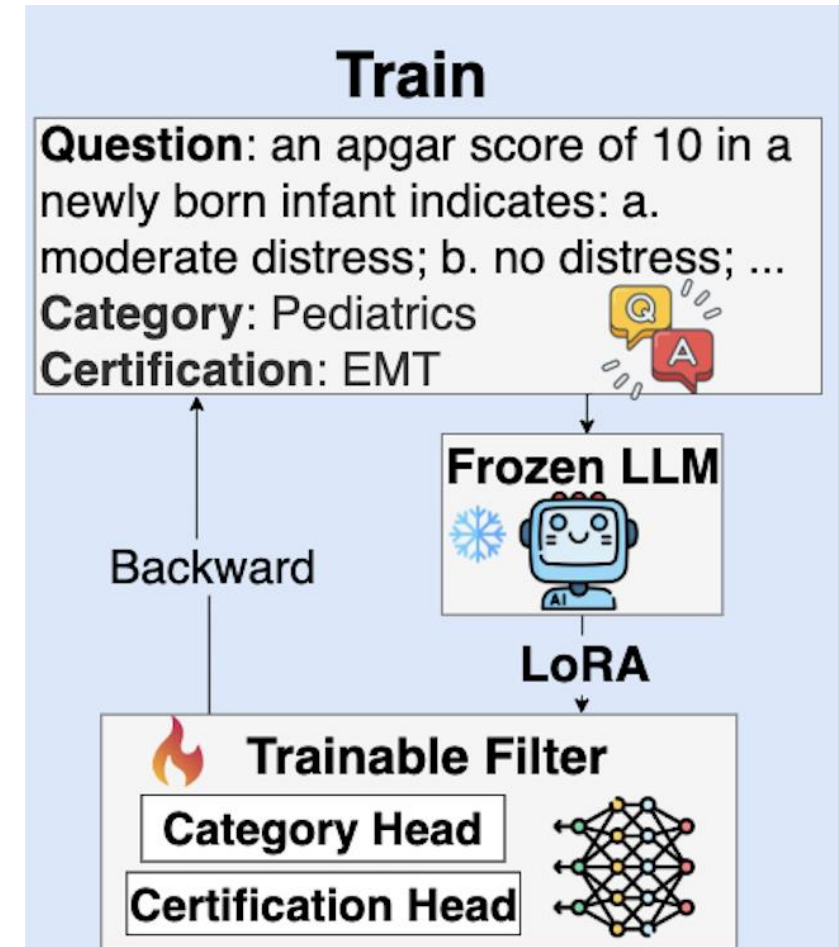 Train
Question: an apgar score of 10 in a
newly born infant indicates: a.
moderate distress; b. no distress; ...
Category: Pediatrics
Certification: EMT
Q
A
Frozen LLM
AI
Backward
LoRA
Trainable Filter
Category Head
Certification Head